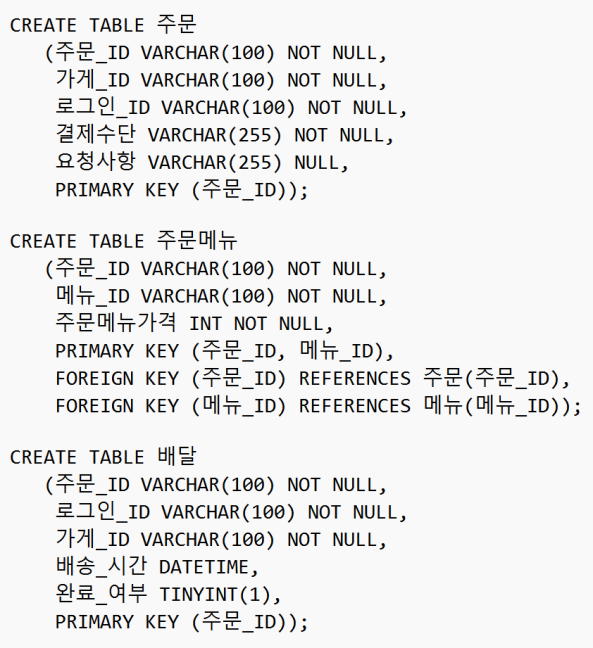 CREATE TABLE 주문
(주문_ID VARCHAR(100) NOT NULL,
가게_ID VARCHAR(100) NOT NULL,
로그인_ID VARCHAR(100) NOT NULL,
결제수단 VARCHAR(255) NOT NULL,
요청사항 VARCHAR(255) NULL,
PRIMARY KEY (주문_ID));
CREATE TABLE 주문메뉴
(주문_ID VARCHAR(100) NOT NULL,
메뉴_ID VARCHAR(100) NOT NULL,
주문메뉴가격 INT NOT NULL,
PRIMARY KEY (주문_ID, 메뉴_ID),
FOREIGN KEY (주문_ID) REFERENCES 주문(주문_ID),
FOREIGN KEY (메뉴_ID) REFERENCES 메뉴(메뉴_ID));
CREATE TABLE 배달
(주문_ID VARCHAR(100) NOT NULL,
로그인_ID VARCHAR(100) NOT NULL,
가게_ID VARCHAR(100) NOT NULL,
배송_시간 DATETIME,
완료_여부 TINYINT(1),
PRIMARY KEY (주문_ID));